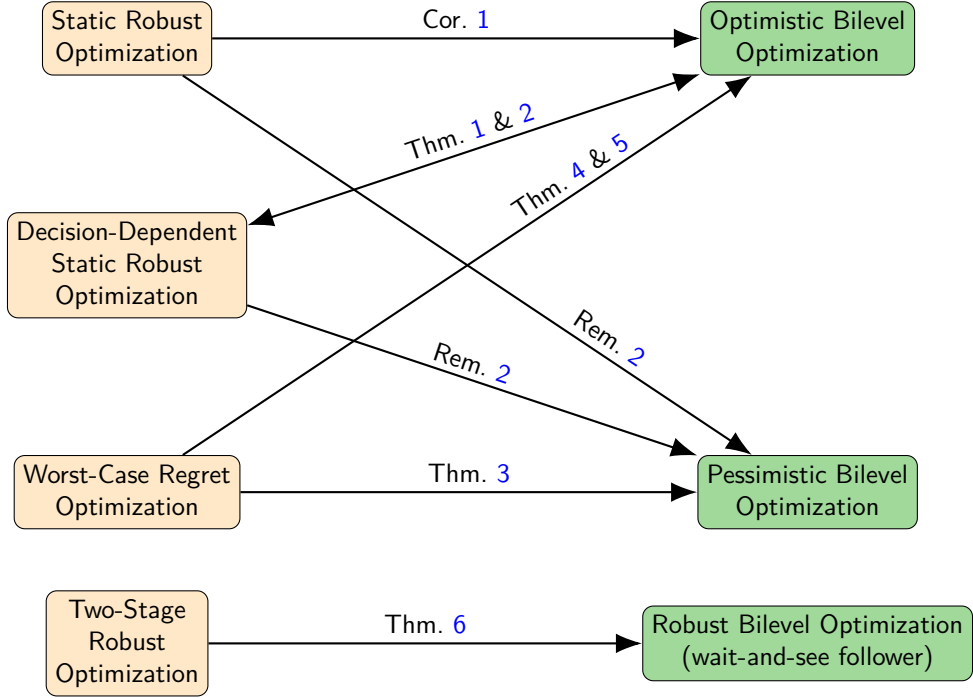 Static Robust
Optimization
Cor. 1
Optimistic Bilevel
Optimization
Thm. 1 & 2
Thm. 4 & 5
Decision-Dependent
Static Robust
Optimization
Rem. 2
Rem. 2
Worst-Case Regret
Optimization
Thm. 3
Pessimistic Bilevel
Optimization
Two-Stage
Robust
Optimization
Thm. 6
Robust Bilevel Optimization
(wait-and-see follower)